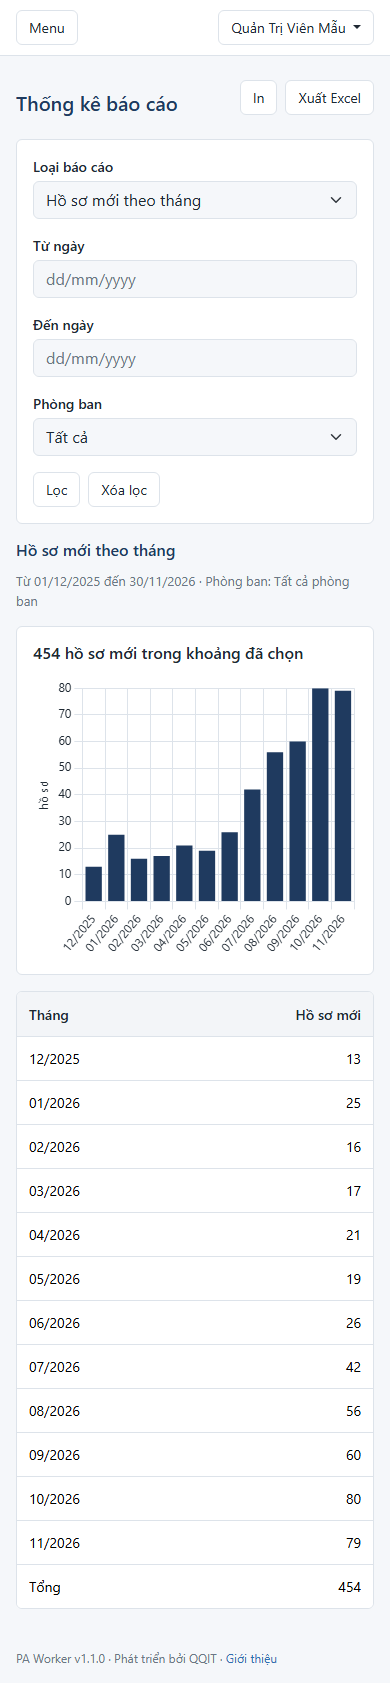 Menu
Quản Trị Viên Mẫu
Thống kê báo cáo
In
Xuất Excel
Loại báo cáo
Hồ sơ mới theo tháng
Từ ngày
dd/mm/yyyy
Đến ngày
dd/mm/yyyy
Phòng ban
Tất cả
Lọc
Xóa lọc
Hồ sơ mới theo tháng
Từ 01/12/2025 đến 30/11/2026 · Phòng ban: Tất cả phòng
ban
454 hồ sơ mới trong khoảng đã chọn
80
70
60
50
40
30
20
10
0
hồ sơ
12/2025
01/2026
02/2026
03/2026
04/2026
05/2026
06/2026
07/2026
08/2026
09/2026
10/2026
11/2026
Tháng Hồ sơ mới
12/2025 13
01/2026 25
02/2026 16
03/2026 17
04/2026 21
05/2026 19
06/2026 26
07/2026 42
08/2026 56
09/2026 60
10/2026 80
11/2026 79
Tổng 454
PA Worker v1.1.0 · Phát triển bởi QQIT · Giới thiệu